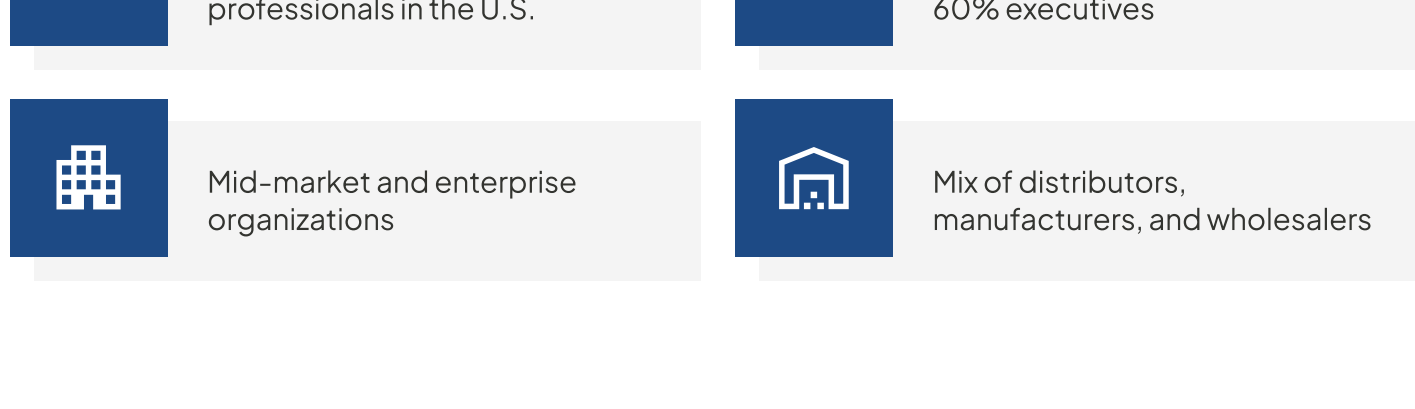 professionals in the U.S.
60% executives
Mid-market and enterprise
organizations
Mix of distributors,
manufacturers, and wholesalers